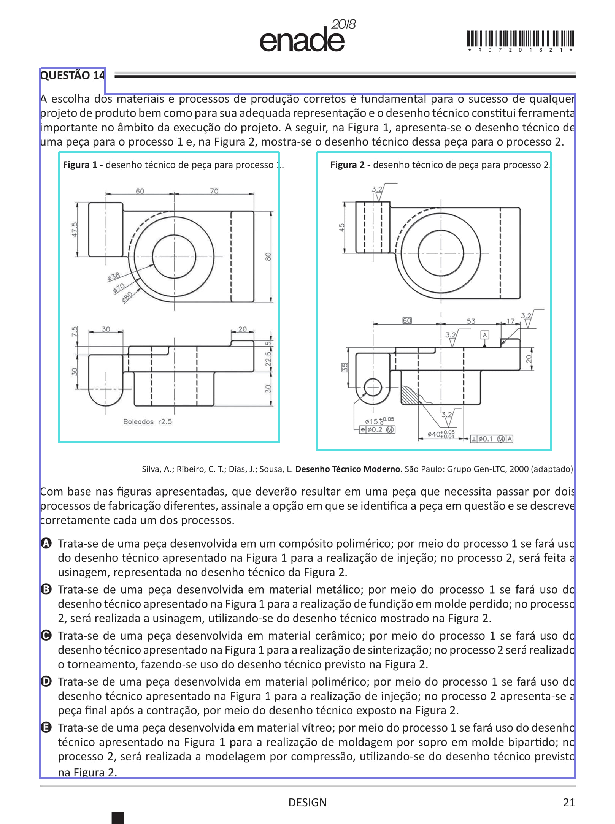 enade2018
*R07201821*
QUESTÃO 14
A escolha dos materiais e processos de produção corretos é fundamental para o sucesso de qualquer
projeto de produto bem como para sua adequada representação e o desenho técnico constitui ferramenta
importante no âmbito da execução do projeto. A seguir, na Figura 1, apresenta-se o desenho técnico de
uma peça para o processo 1 e, na Figura 2, mostra-se o desenho técnico dessa peça para o processo 2.
Figura 1 - desenho técnico de peça para processo 1.
60 70
47.5
80
ø38
ø70
ø80
7.5 30 20
5
22.5
30
30
Boleados r2.5
Figura 2 - desenho técnico de peça para processo 2
3.2
45
60 53 17 3.2
3.2 A
35
20
ø15
3.2
ø0.2 M
ø40
ø0.1 M A
Silva, A.; Ribeiro, C. T.; Dias, J.; Sousa, L. Desenho Técnico Moderno. São Paulo: Grupo Gen-LTC, 2000 (adaptado)
Com base nas figuras apresentadas, que deverão resultar em uma peça que necessita passar por dois
processos de fabricação diferentes, assinale a opção em que se identifica a peça em questão e se descreve
corretamente cada um dos processos.
A Trata-se de uma peça desenvolvida em um compósito polimérico; por meio do processo 1 se fará uso
do desenho técnico apresentado na Figura 1 para a realização de injeção; no processo 2, será feita a
usinagem, representada no desenho técnico da Figura 2.
B Trata-se de uma peça desenvolvida em material metálico; por meio do processo 1 se fará uso do
desenho técnico apresentado na Figura 1 para a realização de fundição em molde perdido; no processo
2, será realizada a usinagem, utilizando-se do desenho técnico mostrado na Figura 2.
C Trata-se de uma peça desenvolvida em material cerâmico; por meio do processo 1 se fará uso do
desenho técnico apresentado na Figura 1 para a realização de sinterização; no processo 2 será realizado
o torneamento, fazendo-se uso do desenho técnico previsto na Figura 2.
D Trata-se de uma peça desenvolvida em material polimérico; por meio do processo 1 se fará uso do
desenho técnico apresentado na Figura 1 para a realização de injeção; no processo 2 apresenta-se a
peça final após a contração, por meio do desenho técnico exposto na Figura 2.
E Trata-se de uma peça desenvolvida em material vítreo; por meio do processo 1 se fará uso do desenho
técnico apresentado na Figura 1 para a realização de moldagem por sopro em molde bipartido; no
processo 2, será realizada a modelagem por compressão, utilizando-se do desenho técnico previsto
na Figura 2.
DESIGN 21